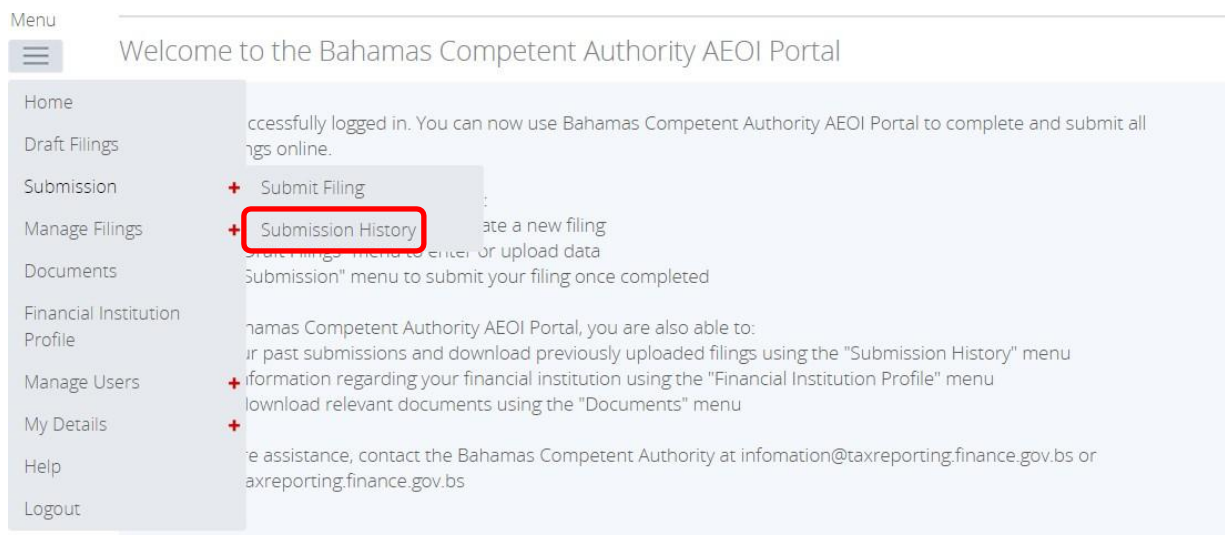 Menu
Welcome to the Bahamas Competent Authority AEOI Portal
Home
Draft Filings
Submission
Manage Filings
Documents
Financial Institution
Profile
Manage Users
My Details
Help
Logout
Submit Filing
Submission History
ccessfully logged in. You can now use Bahamas Competent Authority AEOI Portal to complete and submit all
ngs online.
:
ate a new filing
"Draft Filings" menu to enter or upload data
Submission" menu to submit your filing once completed
hamas Competent Authority AEOI Portal, you are also able to:
ur past submissions and download previously uploaded filings using the "Submission History" menu
nformation regarding your financial institution using the "Financial Institution Profile" menu
download relevant documents using the "Documents" menu
re assistance, contact the Bahamas Competent Authority at infomation@taxreporting.finance.gov.bs or
axreporting.finance.gov.bs